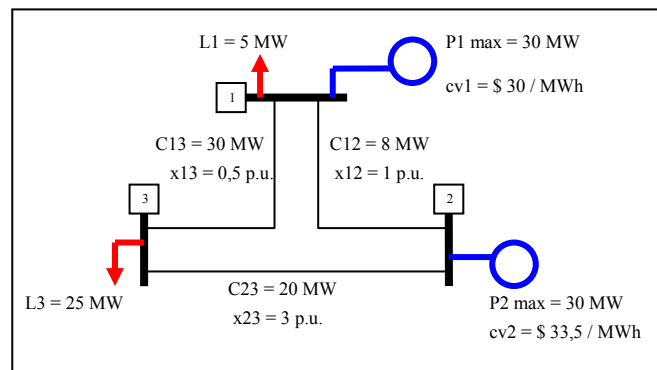 L1 = 5 MW
P1 max = 30 MW
cv1 = $ 30 / MWh
1
C13 = 30 MW
x13 = 0,5 p.u.
C12 = 8 MW
x12 = 1 p.u.
3
2
L3 = 25 MW
C23 = 20 MW
x23 = 3 p.u.
P2 max = 30 MW
cv2 = $ 33,5 / MWh